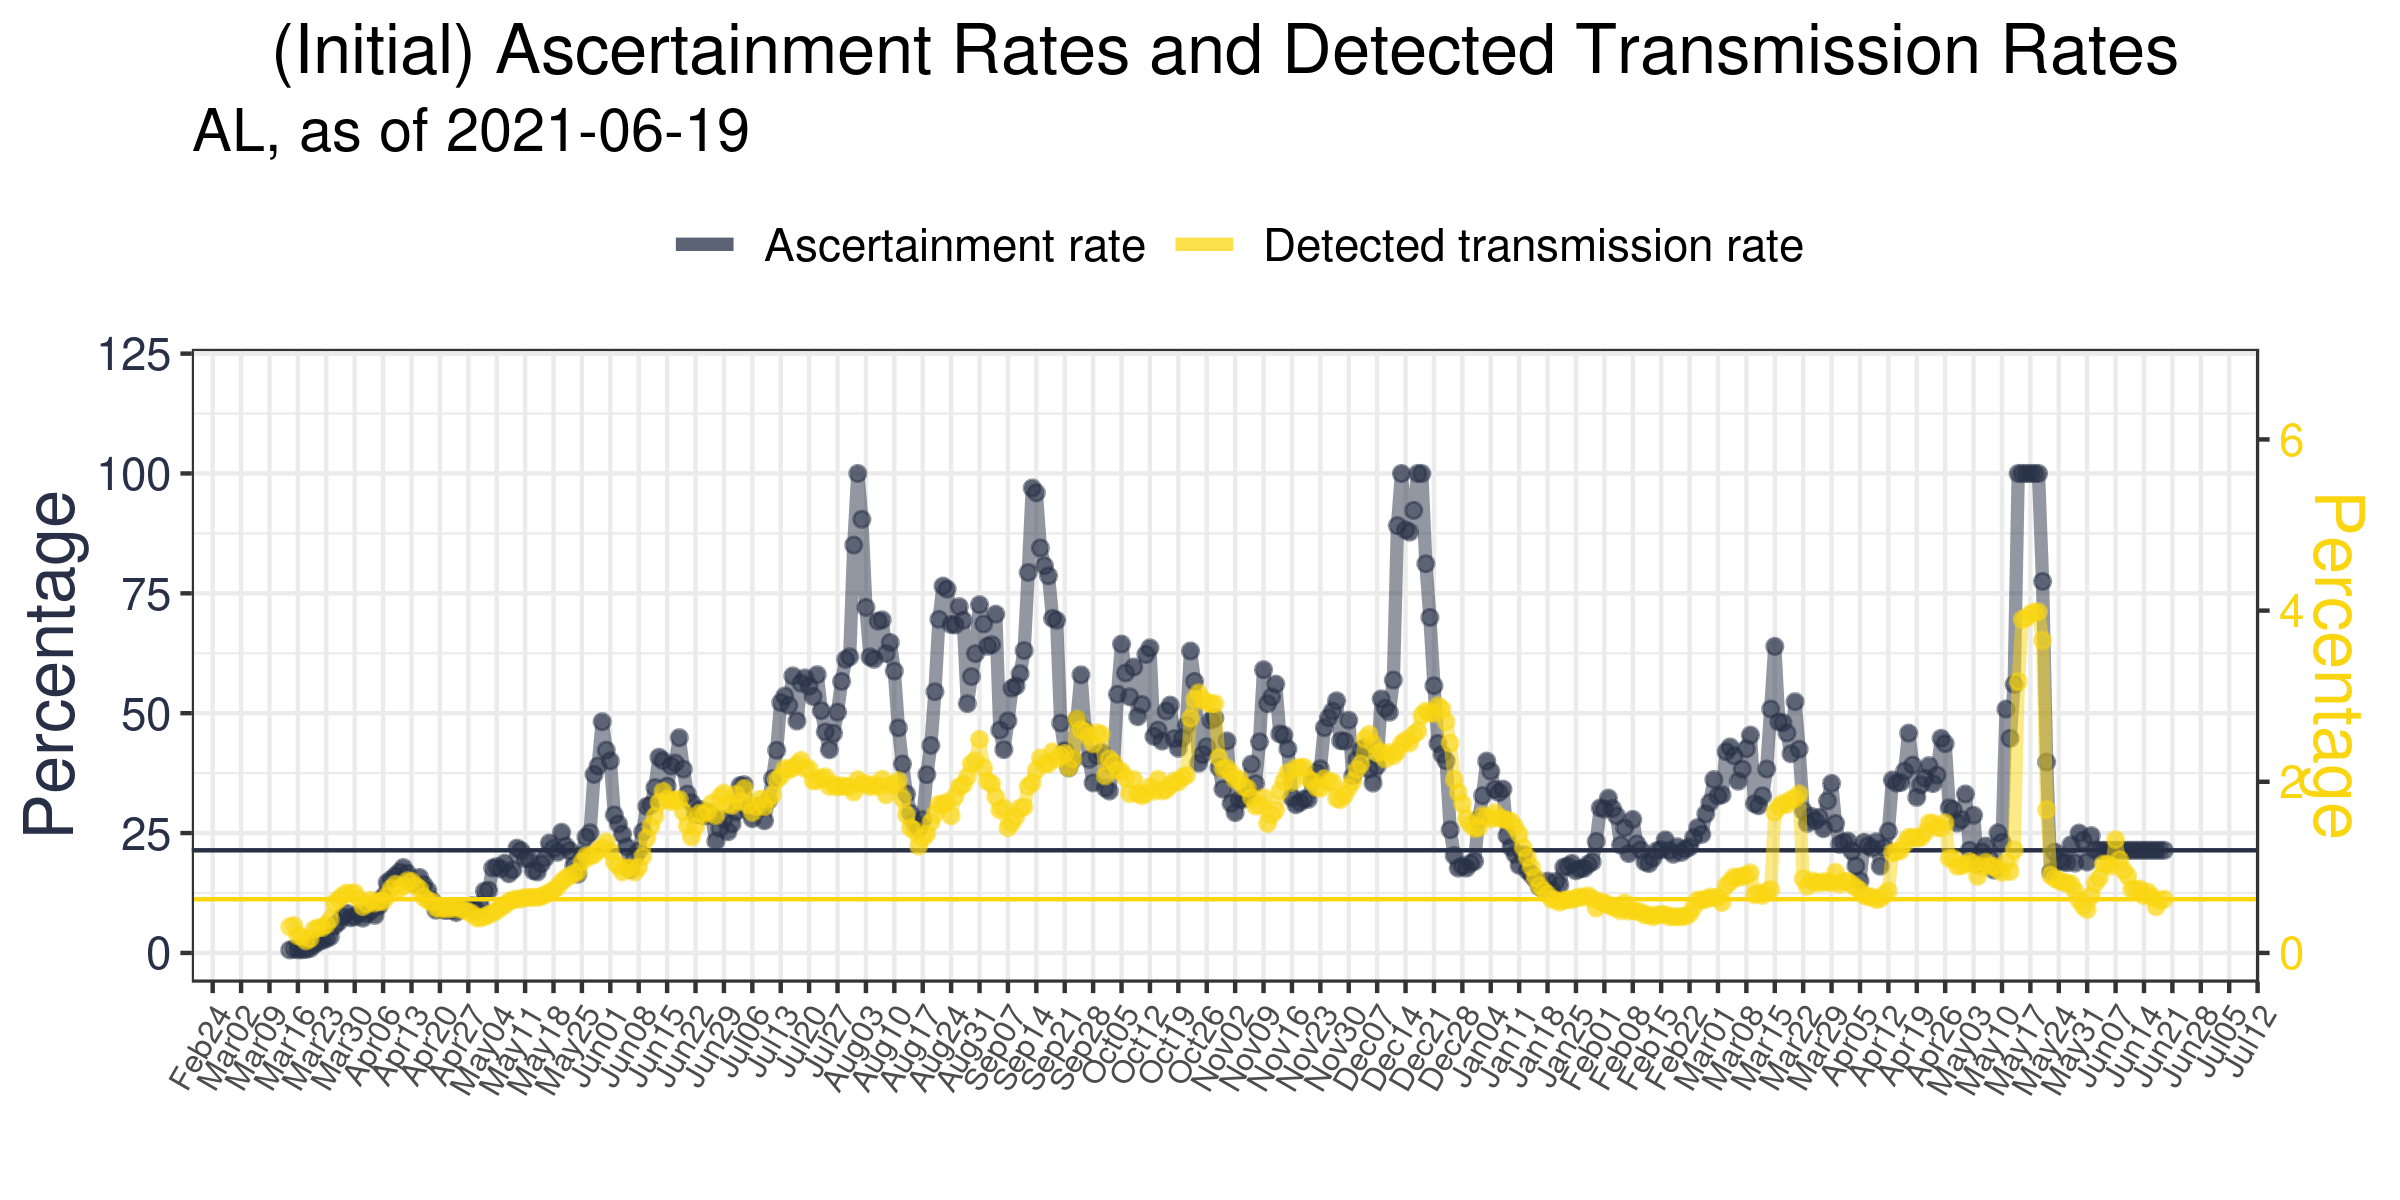 (Initial) Ascertainment Rates and Detected Transmission Rates
AL, as of 2021-06-19
Ascertainment rate
Detected transmission rate
Percentage
125
100
75
50
25
0
6
4
2
0
Percentage
Feb24
Mar02
Mar09
Mar16
Mar23
Mar30
Apr06
Apr13
Apr20
Apr27
May04
May11
May18
May25
Jun01
Jun08
Jun15
Jun22
Jun29
Jul06
Jul13
Jul20
Jul27
Aug03
Aug10
Aug17
Aug24
Aug31
Sep07
Sep14
Sep21
Sep28
Oct05
Oct12
Oct19
Oct26
Nov02
Nov09
Nov16
Nov23
Nov30
Dec07
Dec14
Dec21
Dec28
Jan04
Jan11
Jan18
Jan25
Feb01
Feb08
Feb15
Feb22
Mar01
Mar08
Mar15
Mar22
Mar29
Apr05
Apr12
Apr19
Apr26
May03
May10
May17
May24
May31
Jun07
Jun14
Jun21
Jun28
Jul05
Jul12